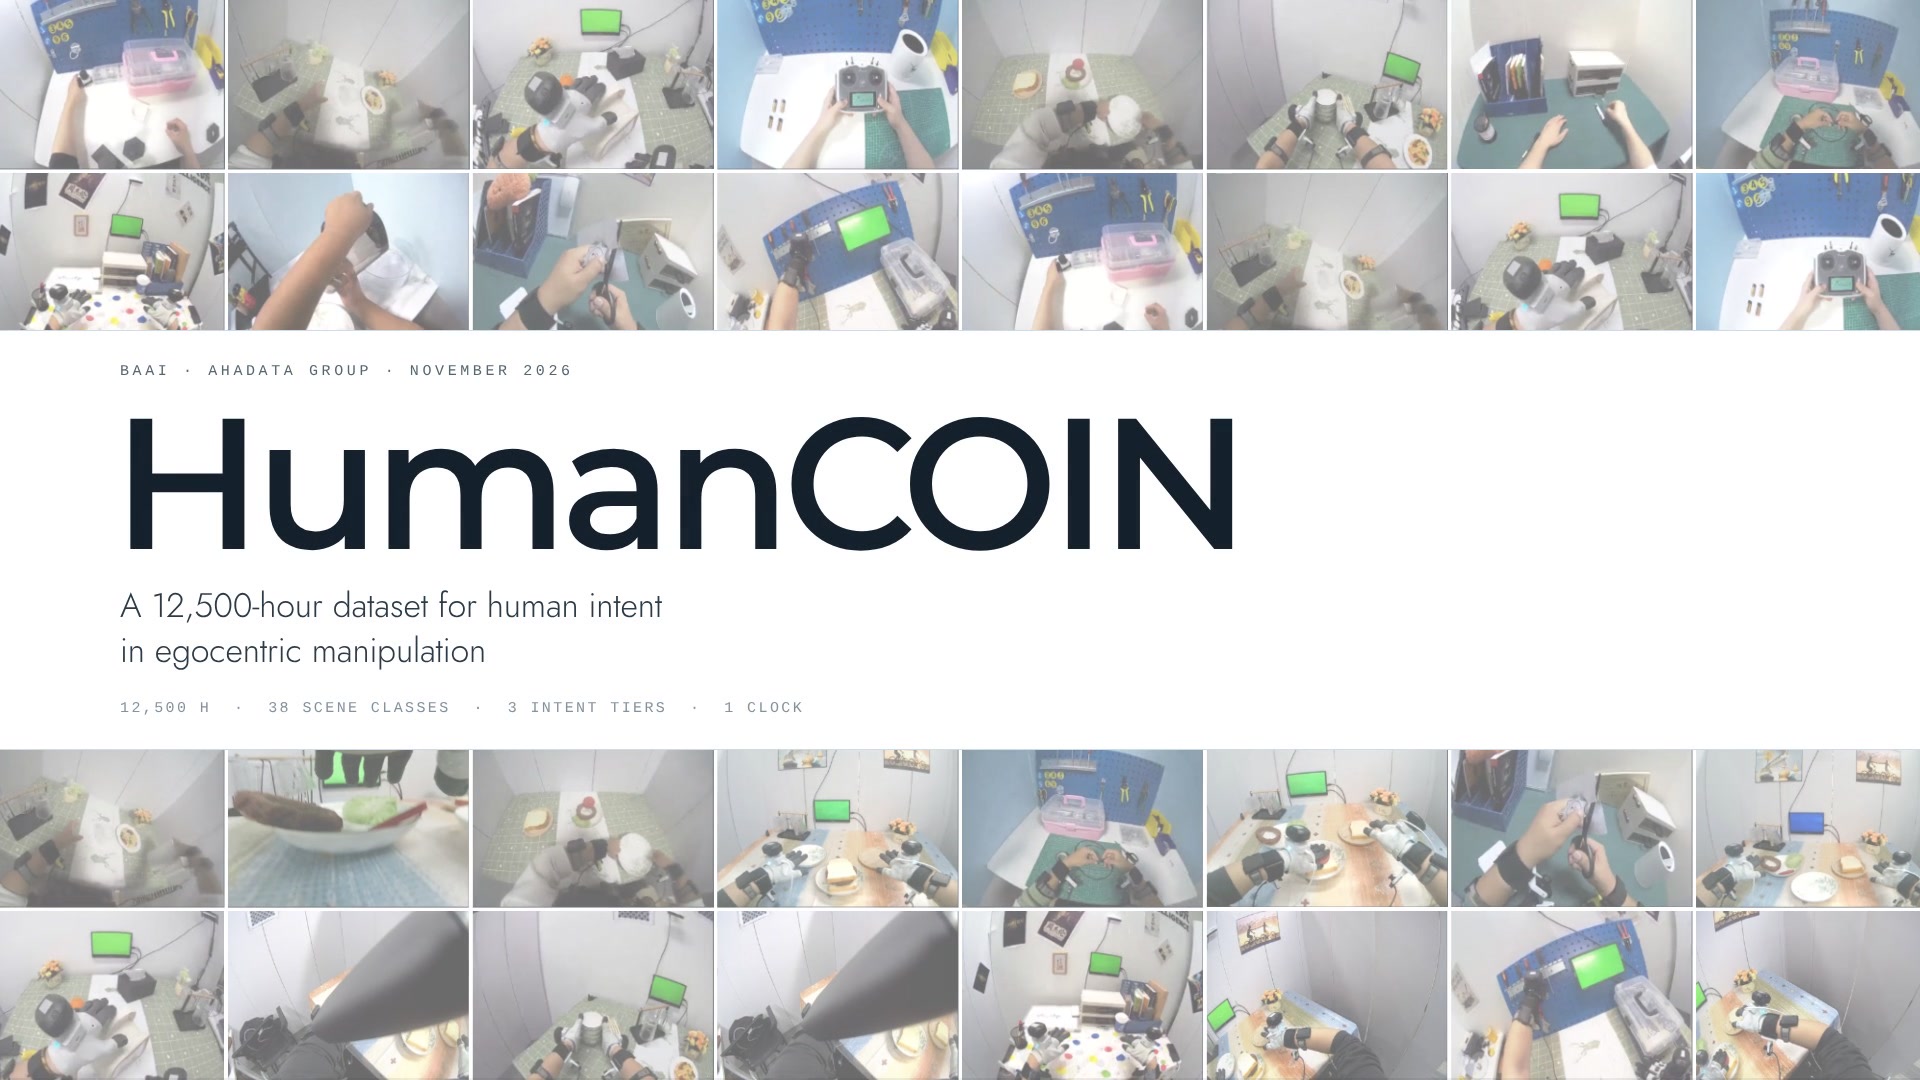 BAAI · AHADATA GROUP · NOVEMBER 2026
HumanCOIN
A 12,500-hour dataset for human intent
in egocentric manipulation
12,500 H · 38 SCENE CLASSES · 3 INTENT TIERS · 1 CLOCK